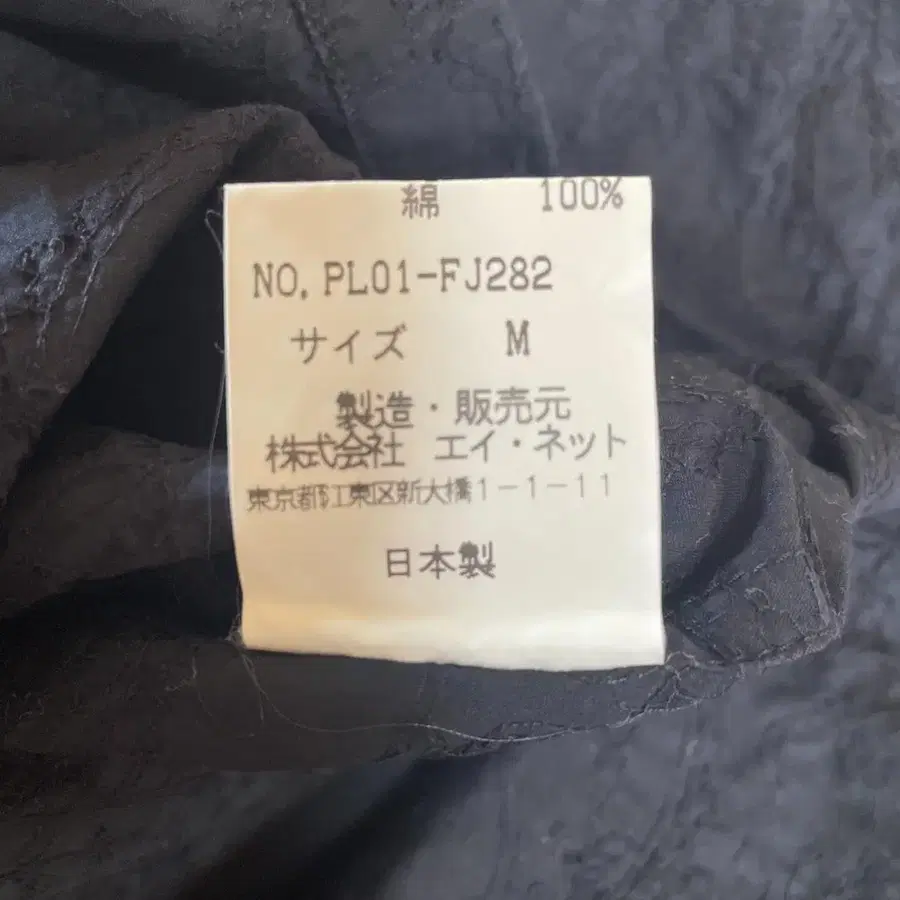 綿 100%
NO. PL01-FJ282
サイズ M
製造・販売元
株式会社 エイ・ネット
東京都江東区新大橋1-1-11
日本製